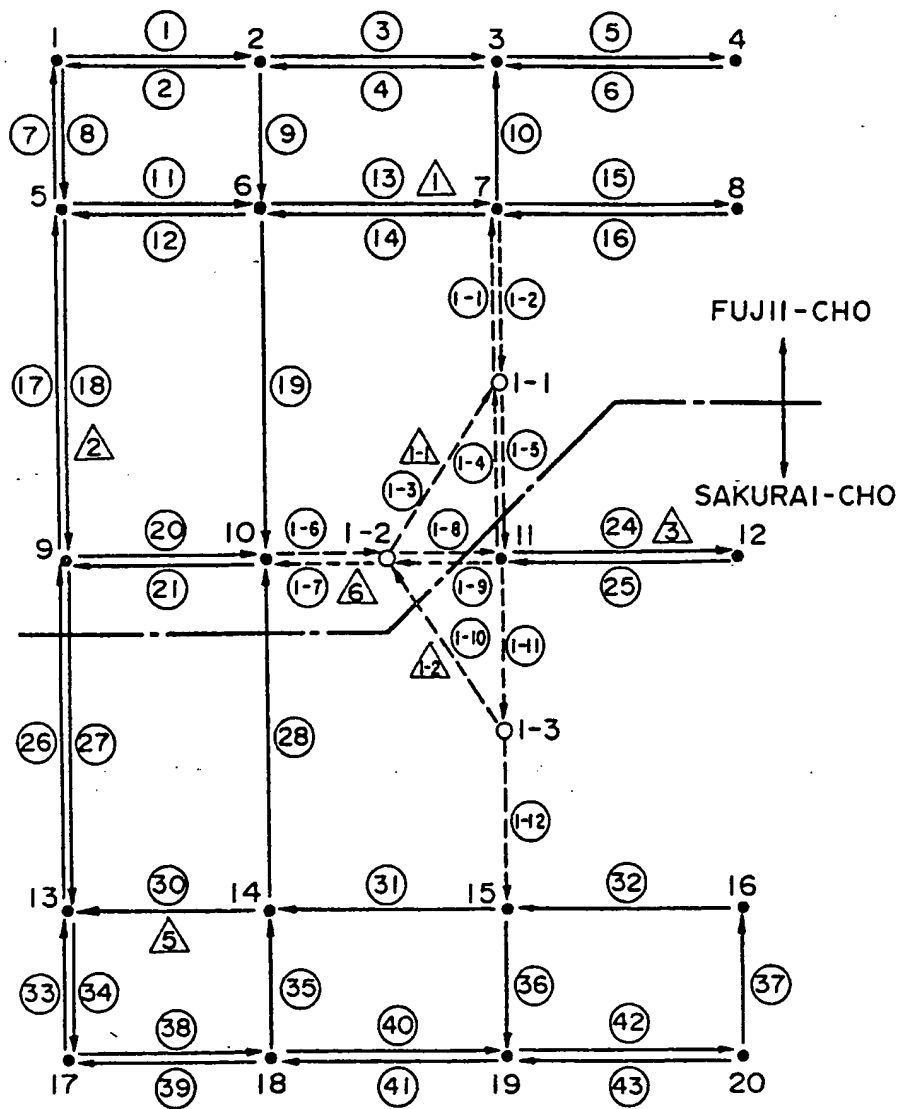 1 ① 2 ③ 3 ⑤ 4
② ④ ⑥
⑦ ⑧ ⑨ ⑩
5 ⑪ 6 ⑬ 1 7 ⑮ 8
⑫ ⑭ ⑯
1-1 1-2
FUJII-CHO
17 18 19 1-1
2 1-1 1-4 1-5
1-3
SAKURAI-CHO
9 20 10 1-6 1-2 1-8 11 24 3 12
21 1-7 6 1-9 25
1-10 1-11
1-2
26 27 28 1-3
1-12
13 30 14 31 15 32 16
5
33 34 35 36 37
38 40 42
17 39 18 41 19 43 20